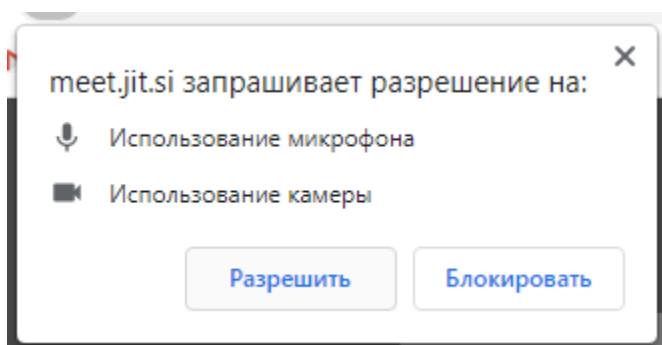 meet.jit.si запрашивает разрешение на:
Использование микрофона
Использование камеры
Разрешить
Блокировать